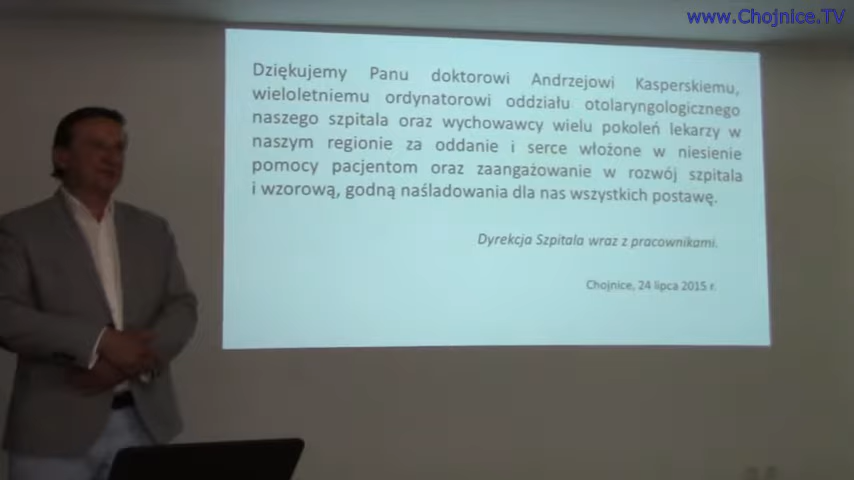 www.Chojnice.TV
Dziękujemy Panu doktorowi Andrzejowi Kasperskiemu,
wieloletniemu ordynatorowi oddziału otolaryngologicznego
naszego szpitala oraz wychowawcy wielu pokoleń lekarzy w
naszym regionie za oddanie i serce włożone w niesienie
pomocy pacjentom oraz zaangażowanie w rozwój szpitala
i wzorową, godną naśladowania dla nas wszystkich postawę.
Dyrekcja Szpitala wraz z pracownikami.
Chojnice, 24 lipca 2015 r.